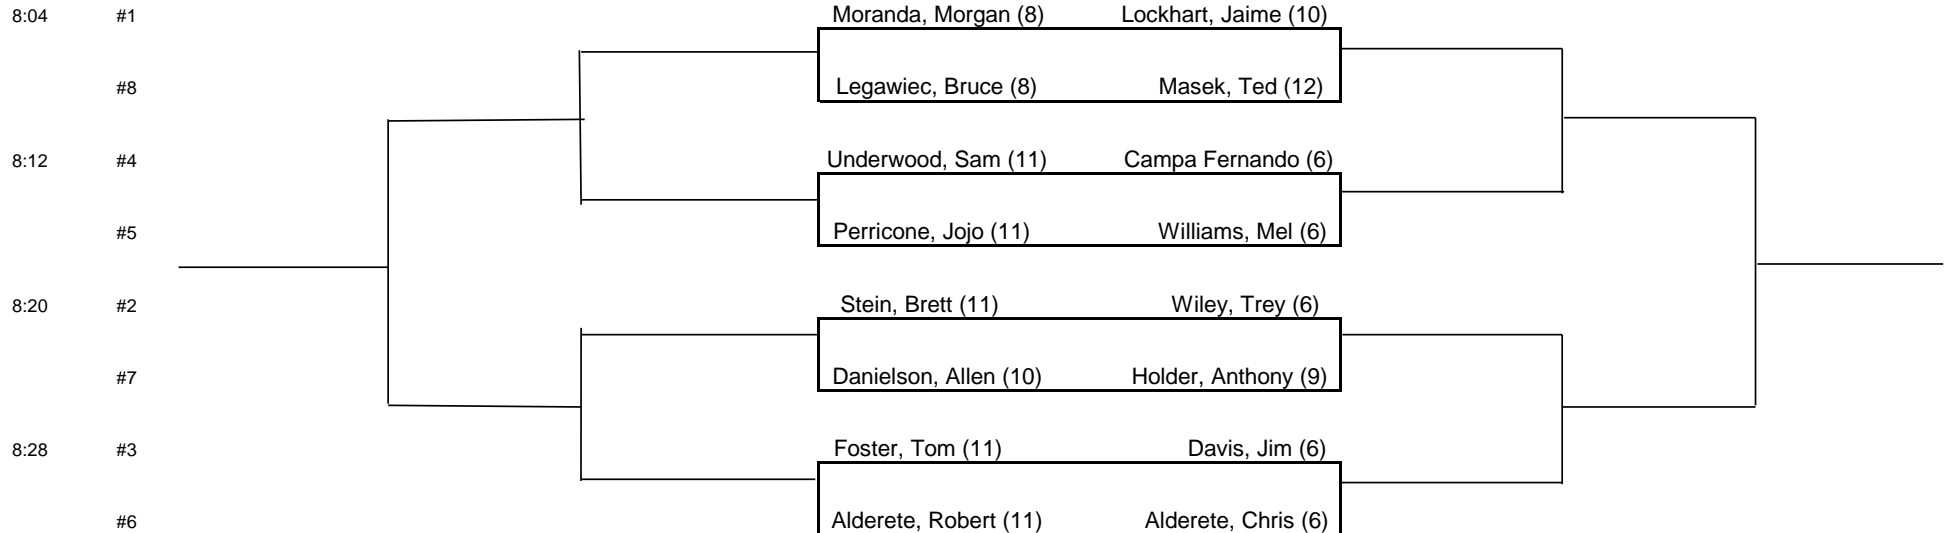 8:04 #1 Moranda, Morgan (8) Lockhart, Jaime (10)
#8 Legawiec, Bruce (8) Masek, Ted (12)
8:12 #4 Underwood, Sam (11) Campa Fernando (6)
#5 Perricone, Jojo (11) Williams, Mel (6)
8:20 #2 Stein, Brett (11) Wiley, Trey (6)
#7 Danielson, Allen (10) Holder, Anthony (9)
8:28 #3 Foster, Tom (11) Davis, Jim (6)
#6 Alderete, Robert (11) Alderete, Chris (6)